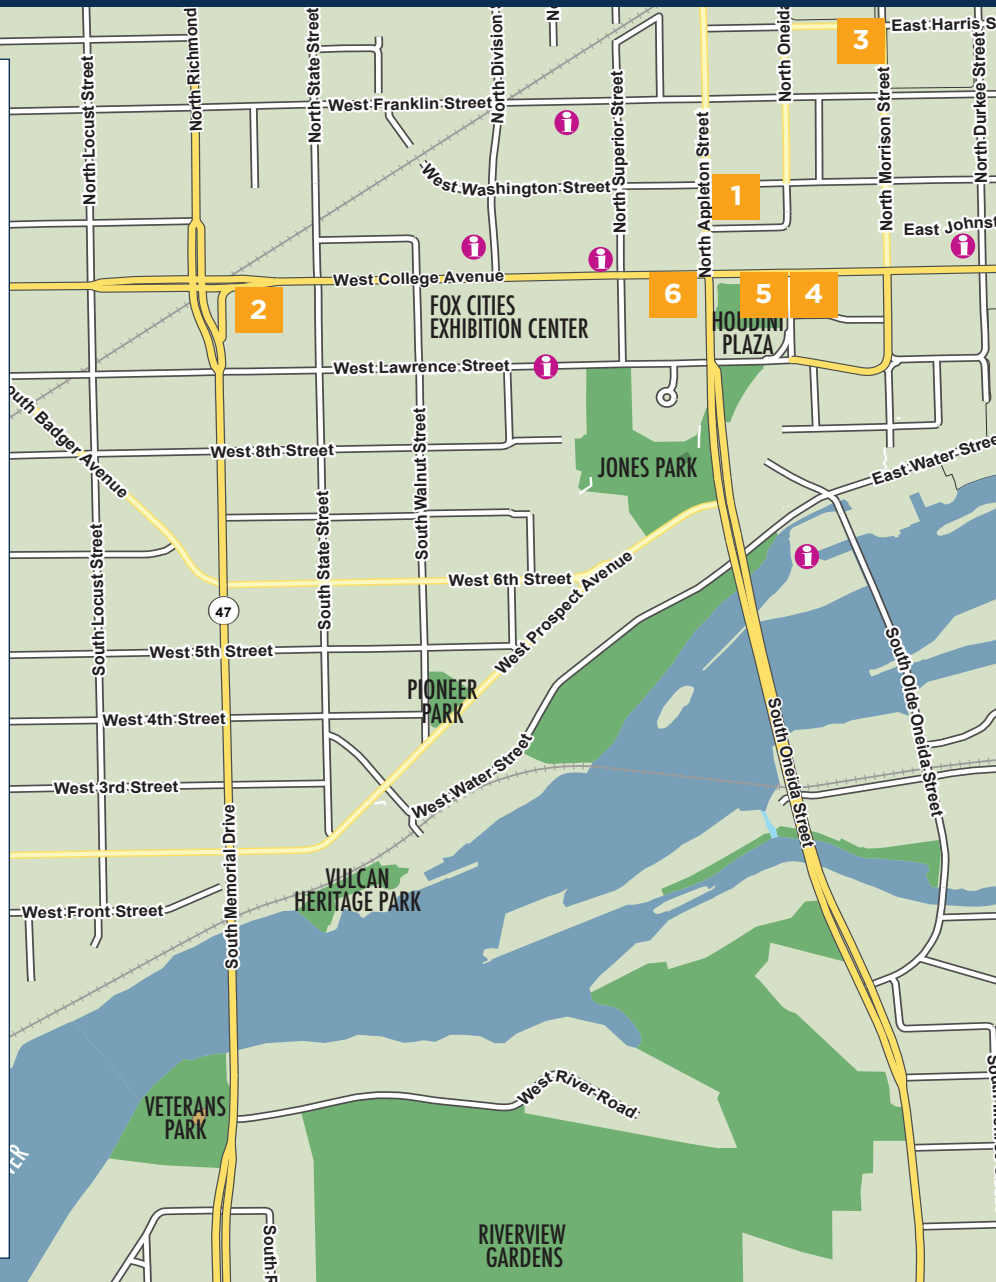 North Richmond
North State Street
North Division
East Harris S
3
North Oneida
North Locust Street
West Franklin Street
North Superior Street
North Morrison Street
North Durkee Street
i
North Appleton Street
West Washington Street
1
East Johnst
i
i
i
West College Avenue
2
6
5
4
FOX CITIES
EXHIBITION CENTER
HOUDINI
PLAZA
West Lawrence Street
i
outh Badger Avenue
West 8th Street
South Walnut Street
JONES PARK
East Water Stree
South Locust Street
South State Street
i
West 6th Street
West Prospect Avenue
47
West 5th Street
South Olde Oneida Street
PIONEER
PARK
West 4th Street
South Oneida Street
West 3rd Street
West Water Street
South Memorial Drive
VULCAN
HERITAGE PARK
West Front Street
West River Road
VETERANS
PARK
ER
RIVERVIEW
GARDENS
South R